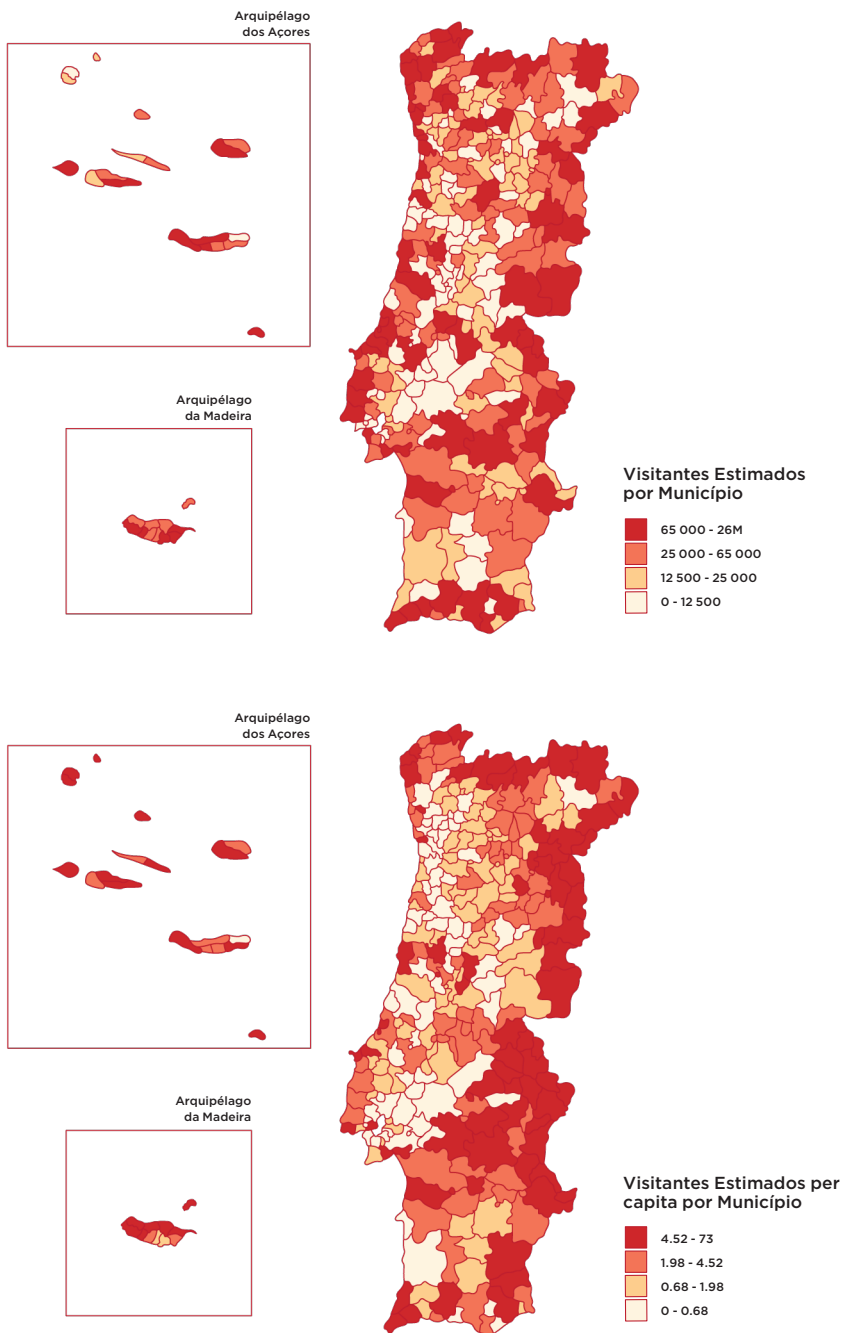 Arquipélago
dos Açores
Arquipélago
da Madeira
Visitantes Estimados
por Município
65 000 - 26M
25 000 - 65 000
12 500 - 25 000
0 - 12 500
Arquipélago
dos Açores
Arquipélago
da Madeira
Visitantes Estimados per
capita por Município
4.52 - 73
1.98 - 4.52
0.68 - 1.98
0 - 0.68